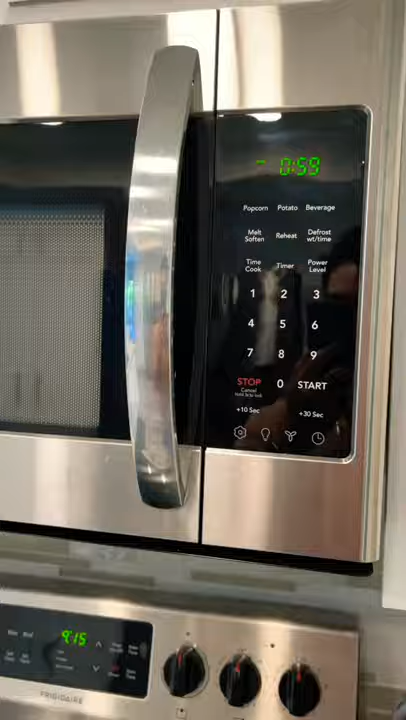 0:59
Popcorn Potato Beverage
Melt Soften Reheat Defrost wt/time
Time Cook Timer Power Level
1 2 3
4 5 6
7 8 9
STOP 0 START
Cancel
+10 Sec +30 Sec
9:15
FRIGIDAIRE